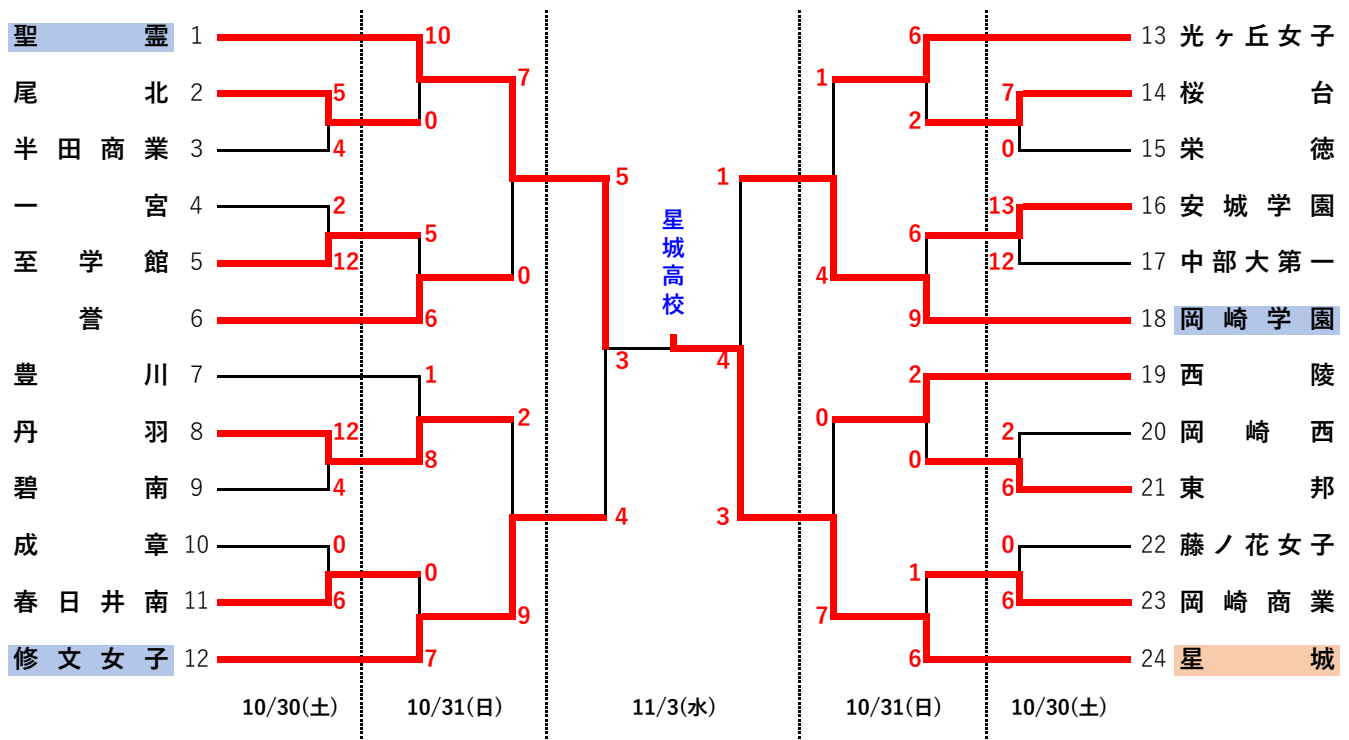 聖霊 1 10 6 13 光ヶ丘女子
7 1
尾北 2 5 7 14 桜台
0 2
半田商業 3 4 0 15 栄徳
5 1
一宮 4 2 13 16 安城学園
星城高校
5 6
至学館 5 12 12 17 中部大第一
0 4
誉 6 6 9 18 岡崎学園
3 4
豊川 7 1 2 19 西陵
2 0
丹羽 8 12 2 20 岡崎西
8 0
碧南 9 4 6 21 東邦
4 3
成章 10 0 0 22 藤ノ花女子
0 1
春日井南 11 6 6 23 岡崎商業
9 7
修文女子 12 7 6 24 星城
10/30(土) 10/31(日) 11/3(水) 10/31(日) 10/30(土)